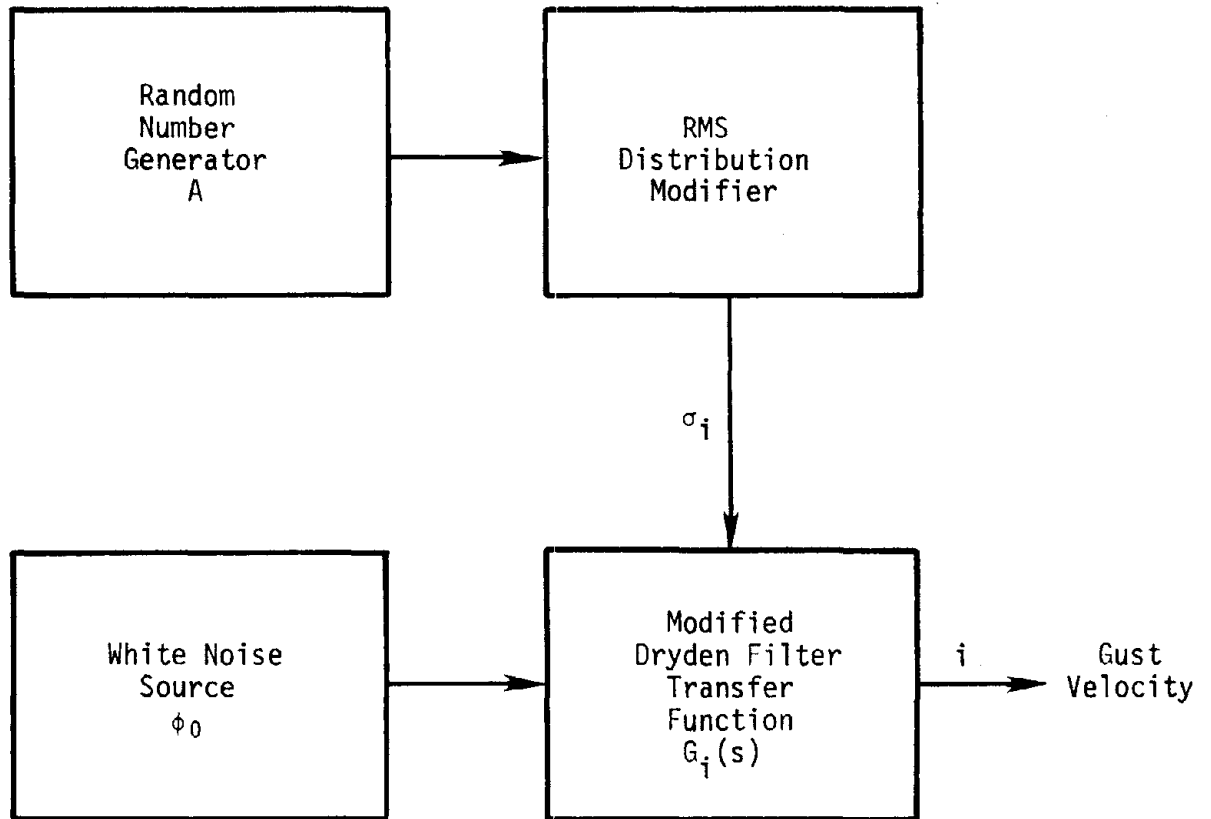 Random
Number
Generator
A
RMS
Distribution
Modifier
σi
White Noise
Source
φ0
Modified
Dryden Filter
Transfer
Function
Gi(s)
i
Gust
Velocity